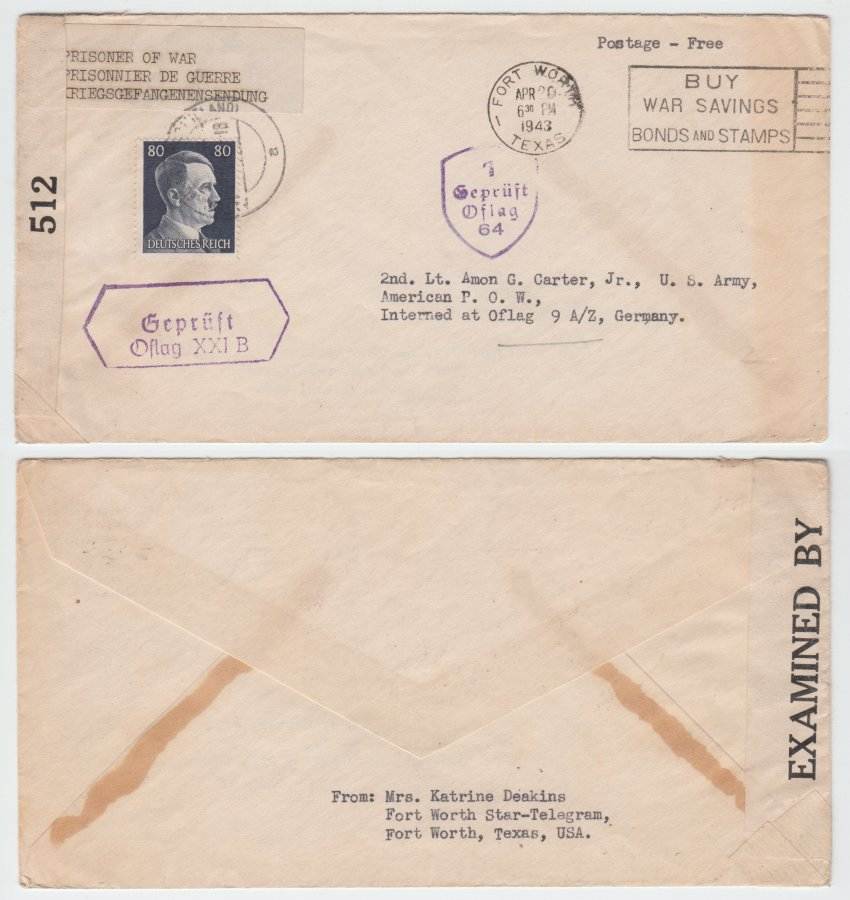 Postage - Free
PRISONER OF WAR
PRISONNIER DE GUERRE
KRIEGSGEFANGENENSENDUNG
FORT WORTH
APR 20
6 30 PM
1943
TEXAS
BUY
WAR SAVINGS
BONDS AND STAMPS
80 80
DEUTSCHES REICH
512
Geprüft
Oflag
64
2nd. Lt. Amon G. Carter, Jr., U. S. Army,
American P. O. W.,
Interned at Oflag 9 A/Z, Germany.
Geprüft
Oflag XXI B
EXAMINED BY
From: Mrs. Katrine Deakins
Fort Worth Star-Telegram,
Fort Worth, Texas, USA.